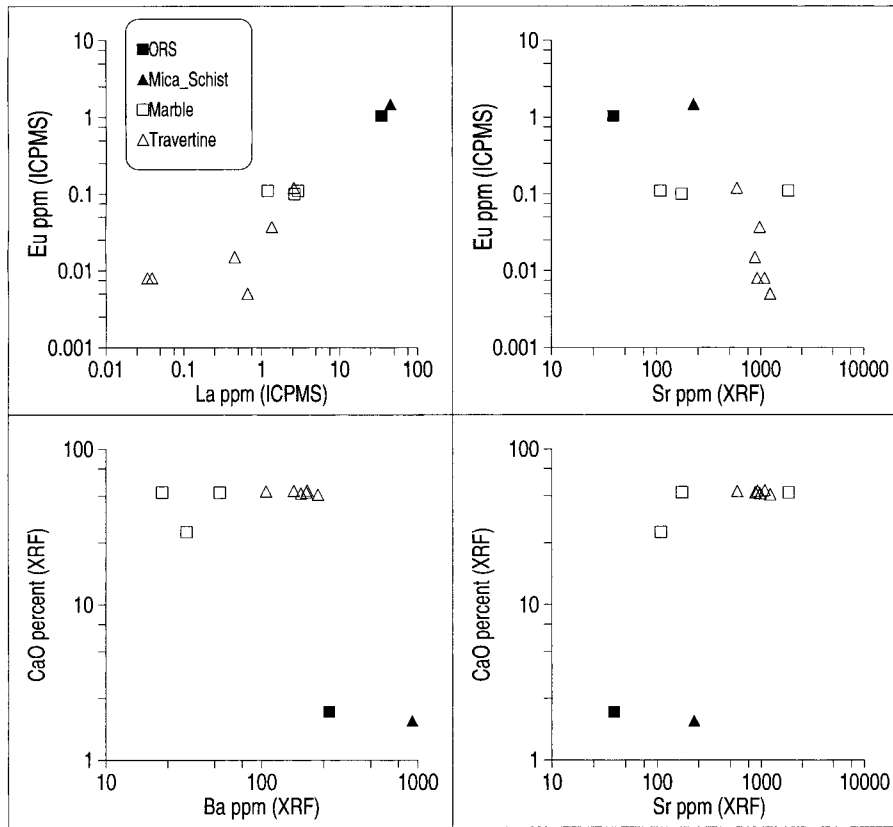 10
1
0.1
0.01
0.001
Eu ppm (ICPMS)
ORS
Mica_Schist
Marble
Travertine
0.01
0.1
1
10
100
La ppm (ICPMS)
10
1
0.1
0.01
0.001
Eu ppm (ICPMS)
10
100
1000
10000
Sr ppm (XRF)
100
10
1
CaO percent (XRF)
10
100
1000
Ba ppm (XRF)
100
10
1
CaO percent (XRF)
10
100
1000
10000
Sr ppm (XRF)